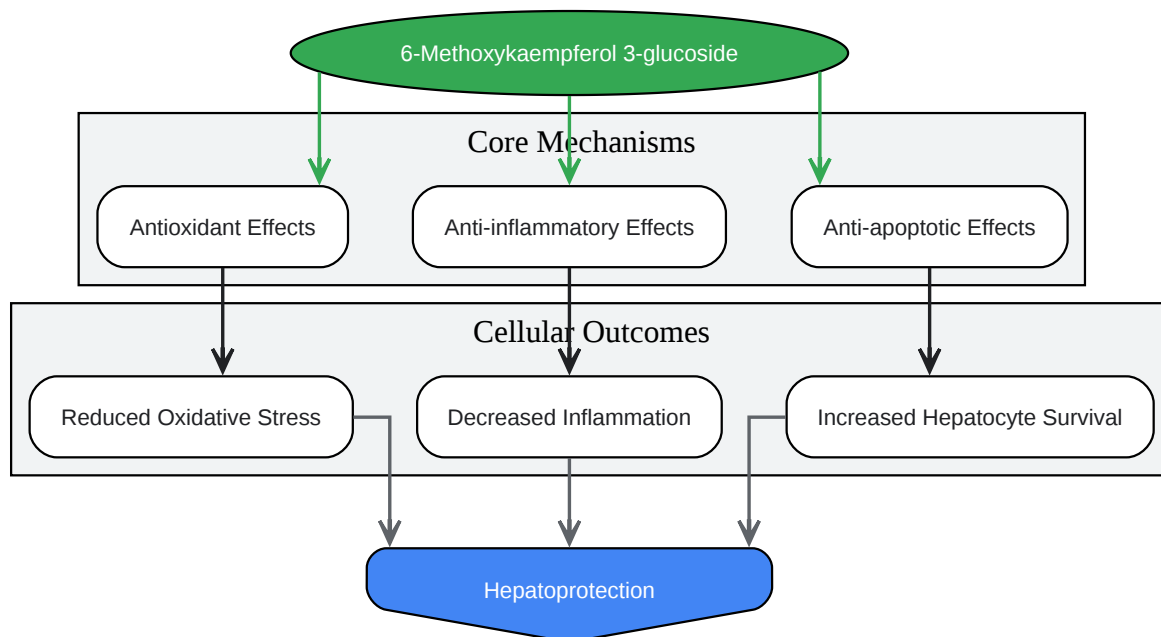 6-Methoxykaempferol 3-glucoside
Core Mechanisms
Antioxidant Effects
Anti-inflammatory Effects
Anti-apoptotic Effects
Cellular Outcomes
Reduced Oxidative Stress
Decreased Inflammation
Increased Hepatocyte Survival
Hepatoprotection